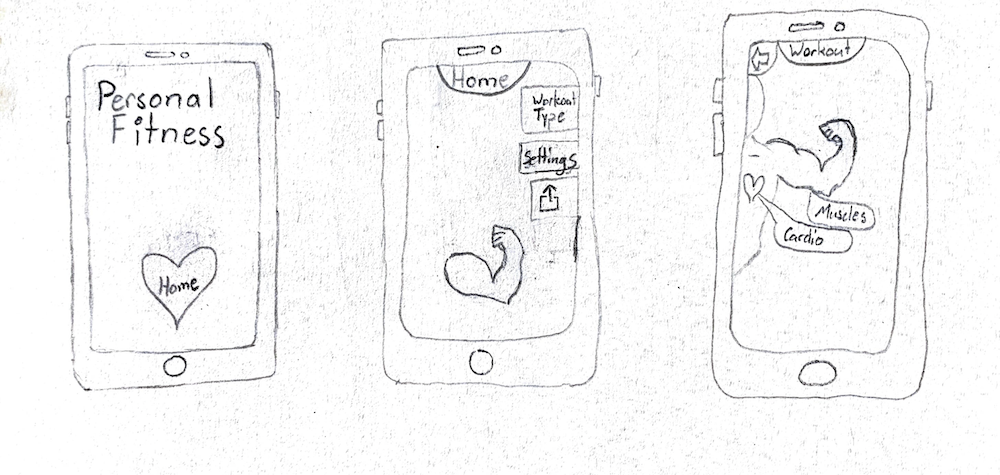 Personal
Fitness
Home
Home
Workout
Type
Settings
Workout
Muscles
Cardio